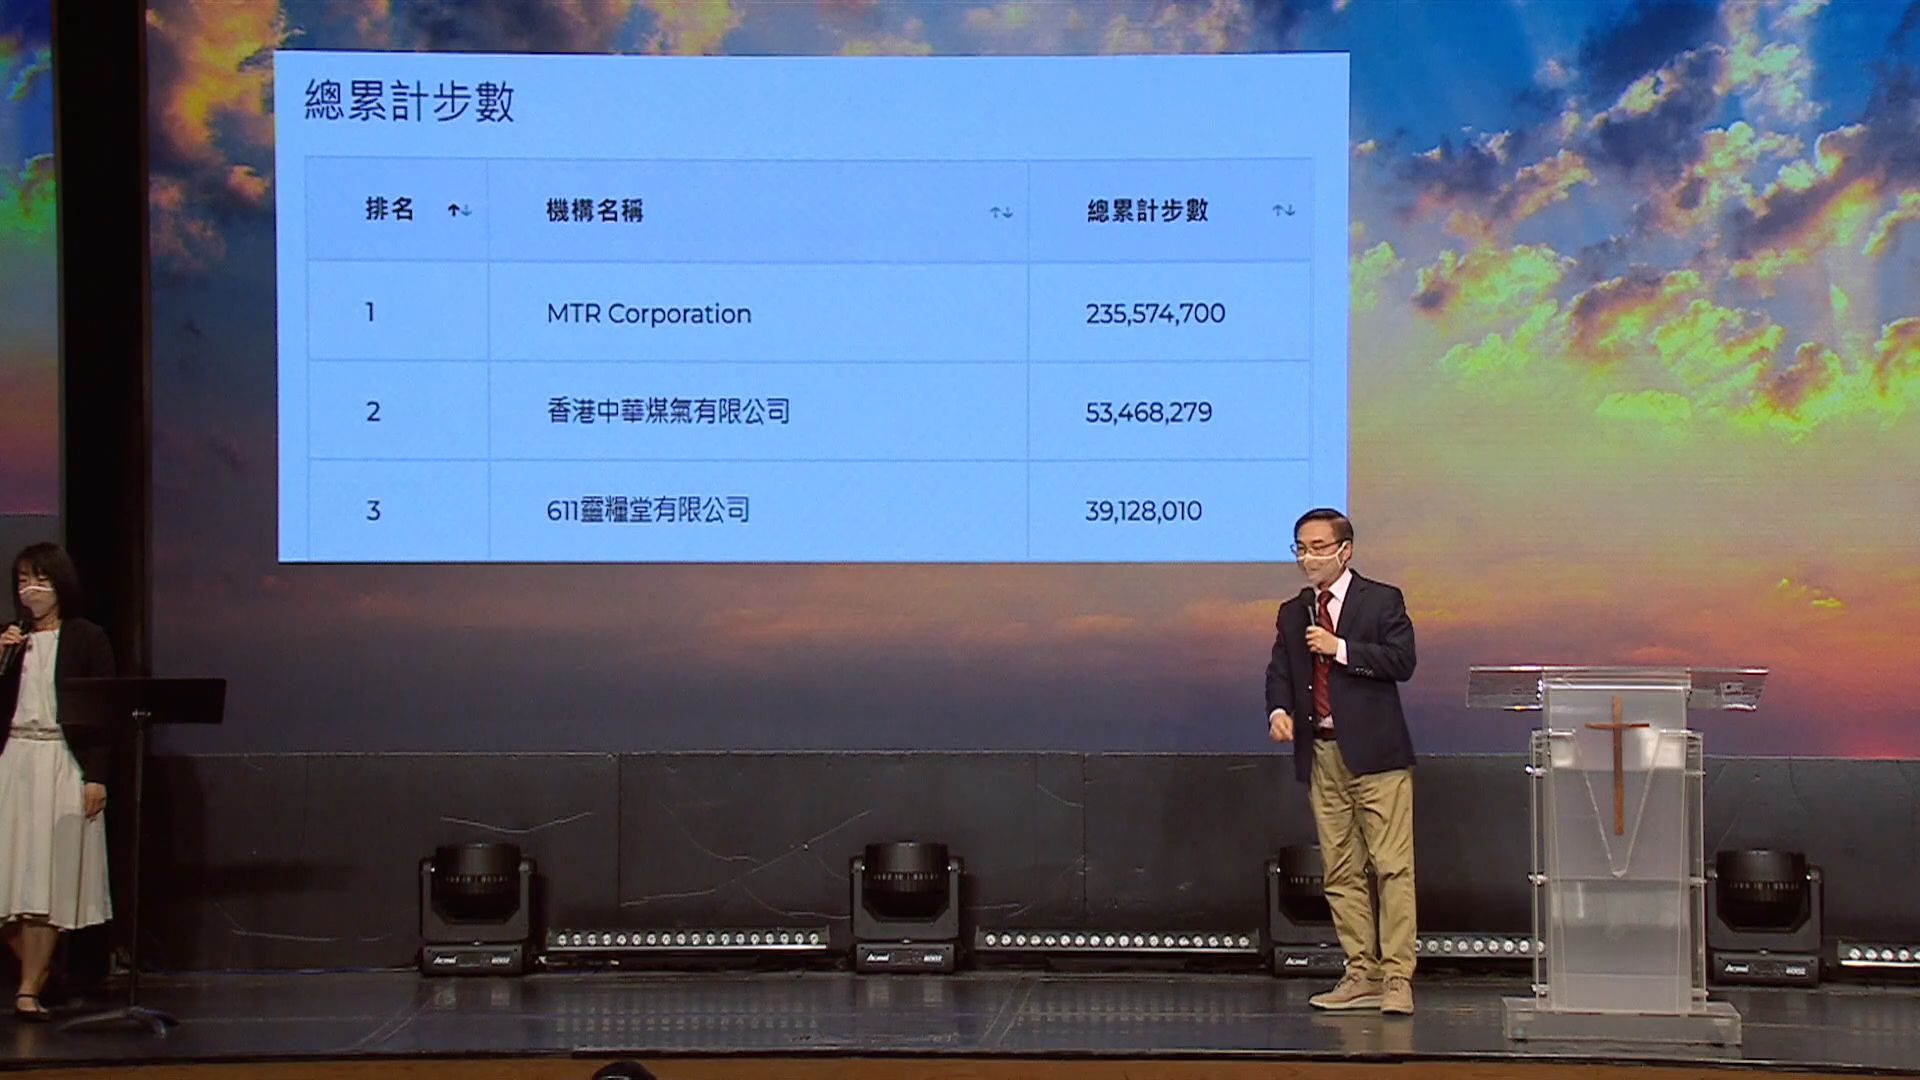 總累計步數
排名 機構名稱 總累計步數
1 MTR Corporation 235,574,700
2 香港中華煤氣有限公司 53,468,279
3 611靈糧堂有限公司 39,128,010